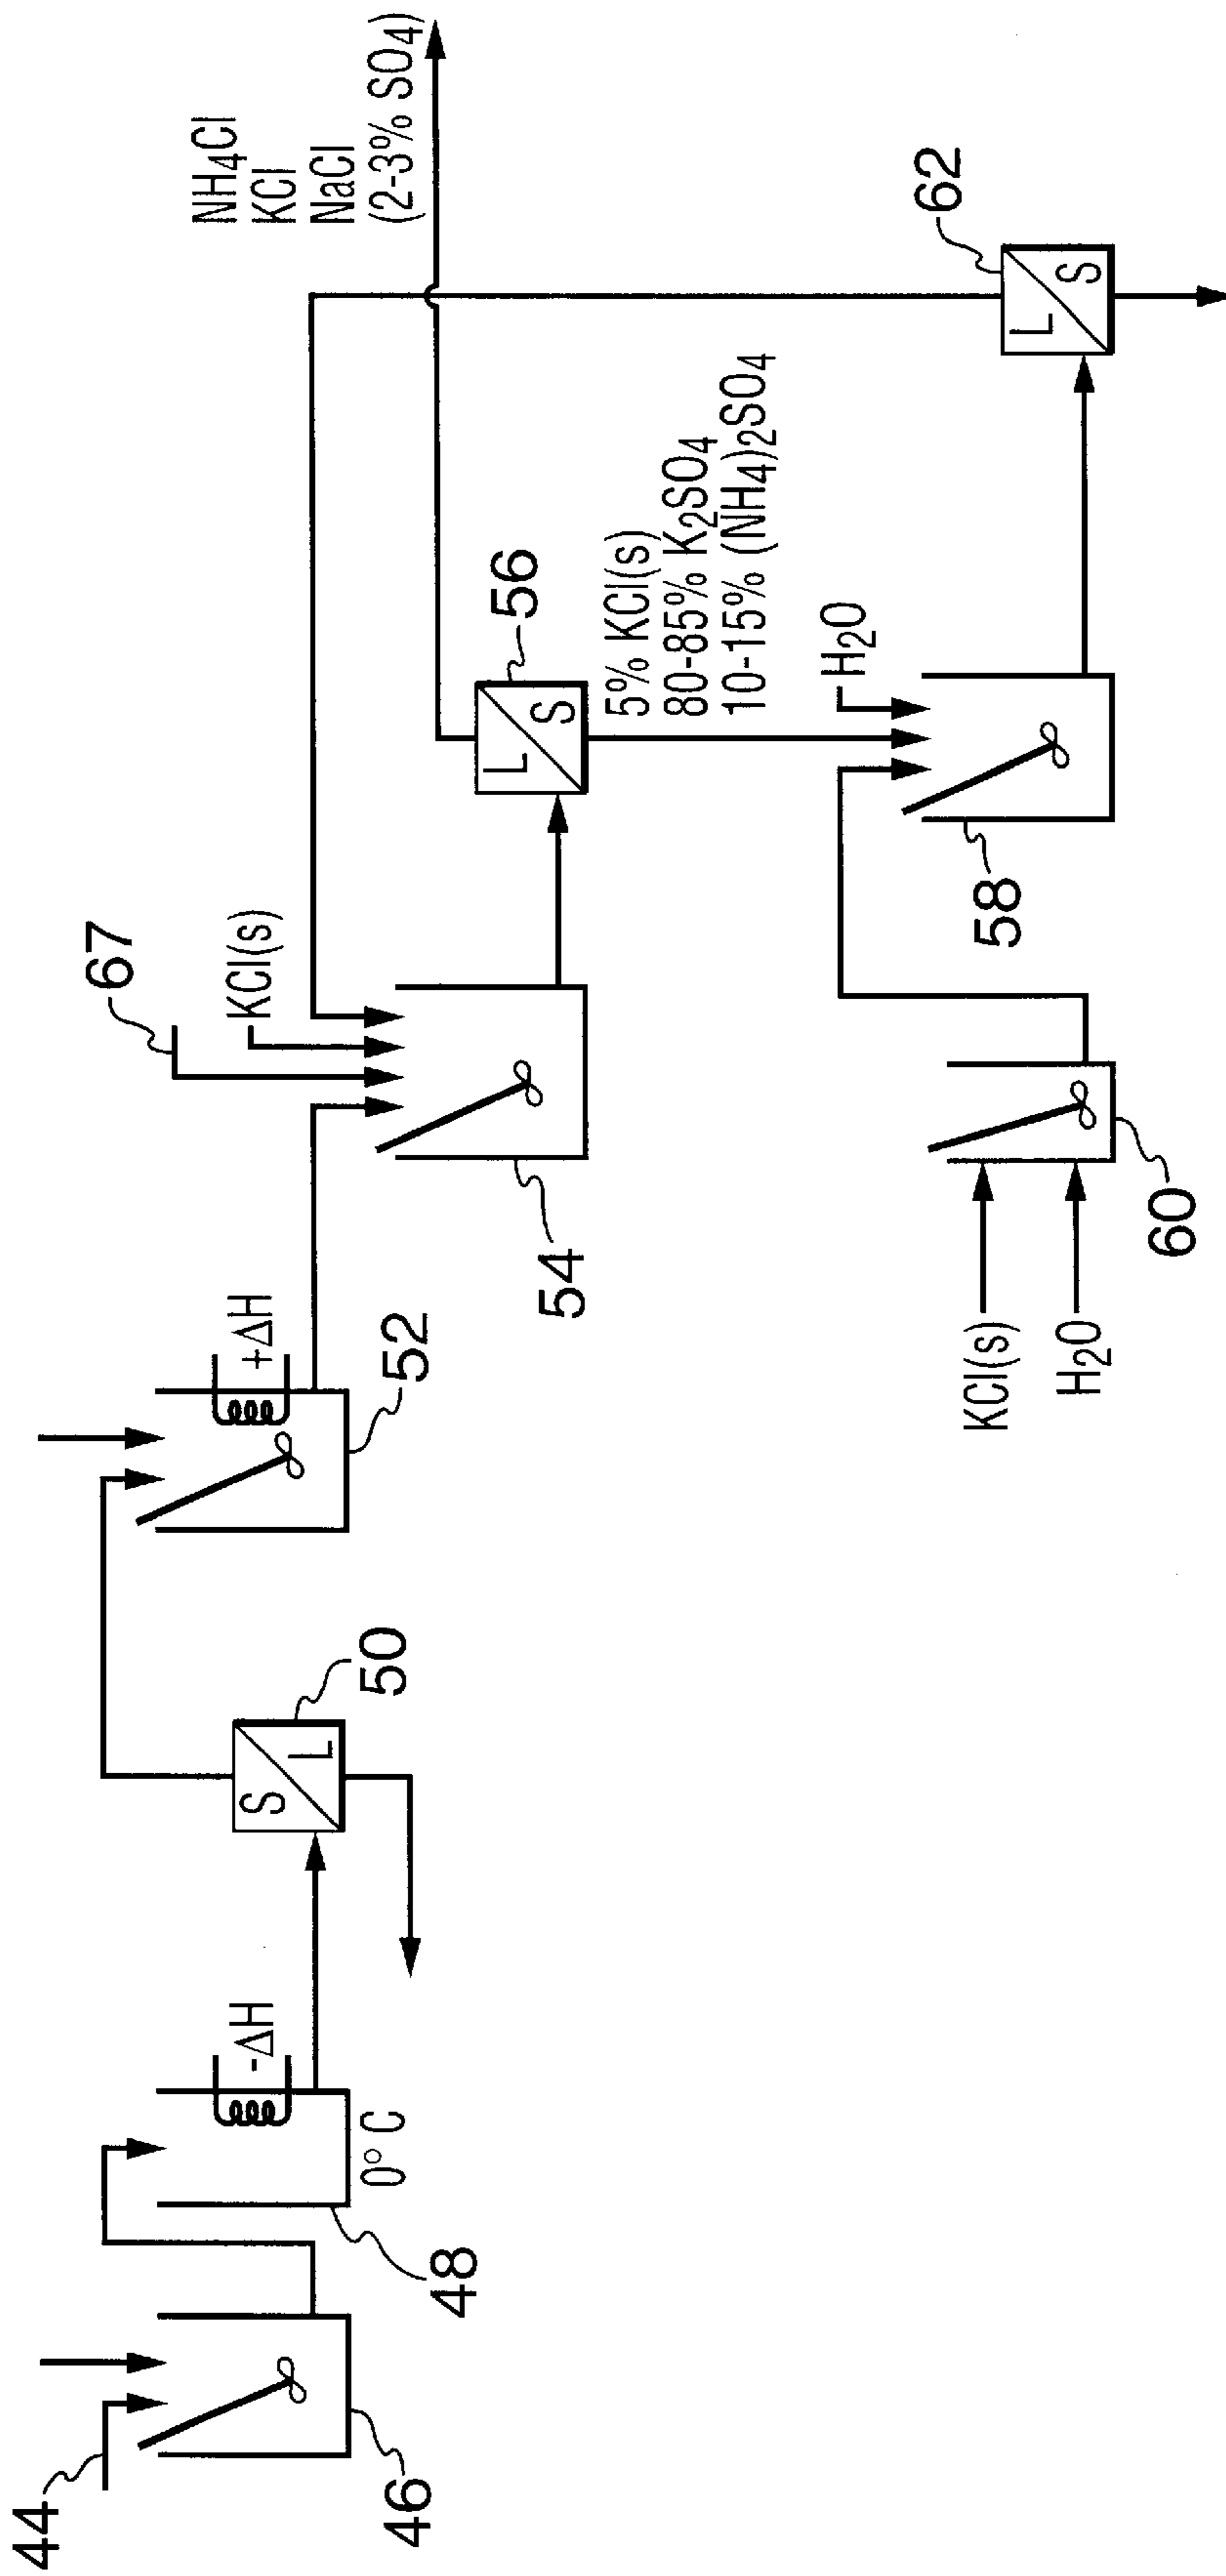 44
46
48
0° C
-ΔH
S
L
50
52
+ΔH
54
67
KCl(s)
L
S
56
NH4Cl
KCl
NaCl
(2-3% SO4)
5% KCl(s)
80-85% K2SO4
10-15% (NH4)2SO4
H2O
58
KCl(s)
H2O
60
L
S
62